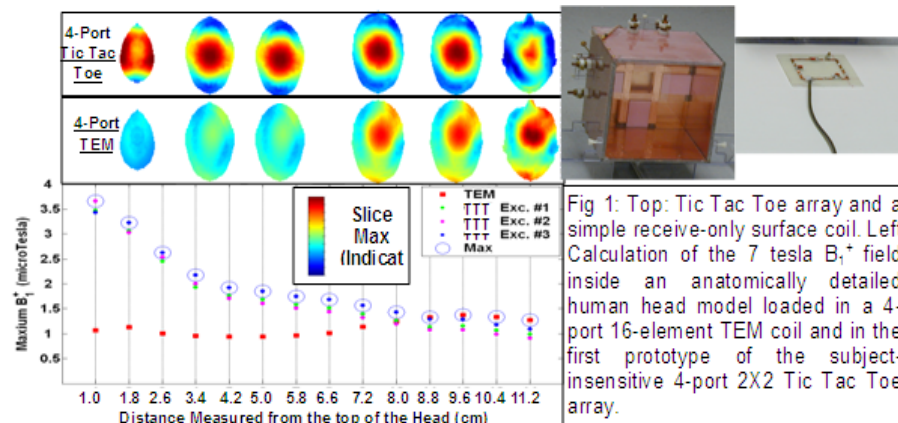 4-Port
Tic Tac
Toe
4-Port
TEM
4
3.5
3
2.5
2
1.5
1
0.5
Maxium B1+ (microTesla)
Slice
Max
(Indicat
TEM
TTT Exc. #1
TTT Exc. #2
TTT Exc. #3
Max
1.0 1.8 2.6 3.4 4.2 5.0 5.8 6.6 7.2 8.0 8.8 9.6 10.4 11.2
Distance Measured from the top of the Head (cm)
Fig 1: Top: Tic Tac Toe array and a
simple receive-only surface coil. Left
Calculation of the 7 tesla B1+ field
inside an anatomically detailed
human head model loaded in a 4-
port 16-element TEM coil and in the
first prototype of the subject-
insensitive 4-port 2X2 Tic Tac Toe
array.